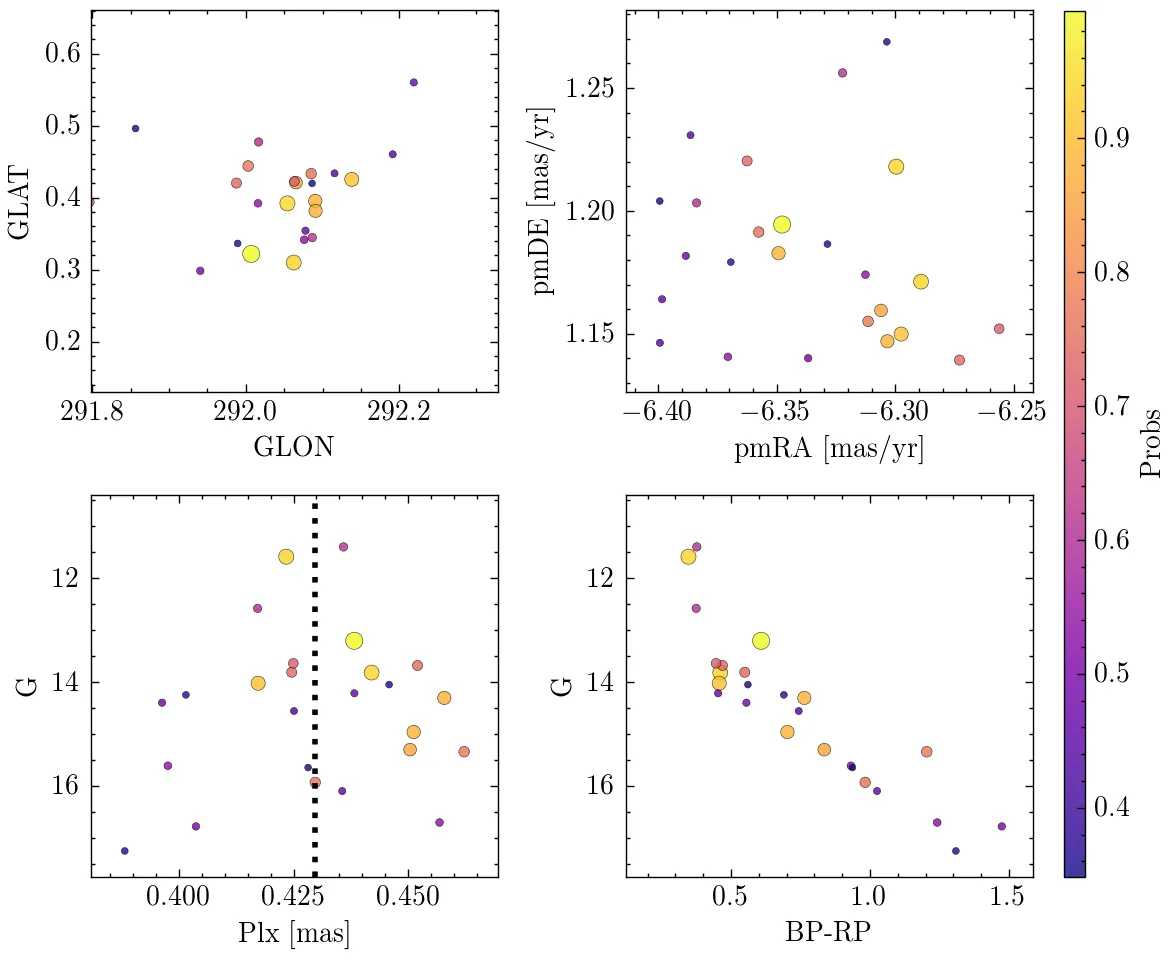 0.6
0.5
0.4
0.3
0.2
GLAT
291.8 292.0 292.2
GLON
1.25
1.20
1.15
pmDE [mas/yr]
−6.40 −6.35 −6.30 −6.25
pmRA [mas/yr]
12
14
16
G
0.400 0.425 0.450
Plx [mas]
12
14
16
G
0.5 1.0 1.5
BP-RP
0.9
0.8
0.7
0.6
0.5
0.4
Probs